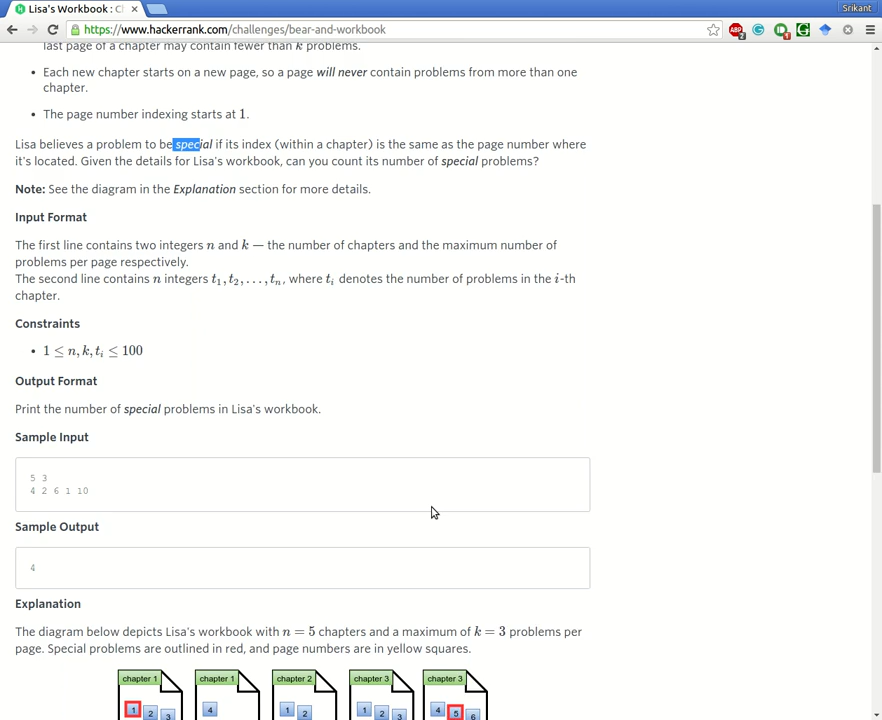 Lisa's Workbook : Ch
Srikant
https://www.hackerrank.com/challenges/bear-and-workbook
last page of a chapter may contain fewer than k problems.
• Each new chapter starts on a new page, so a page will never contain problems from more than one
chapter.
• The page number indexing starts at 1.
Lisa believes a problem to be special if its index (within a chapter) is the same as the page number where
it's located. Given the details for Lisa's workbook, can you count its number of special problems?
Note: See the diagram in the Explanation section for more details.
Input Format
The first line contains two integers n and k — the number of chapters and the maximum number of
problems per page respectively.
The second line contains n integers t₁, t₂, . . . , tₙ, where tᵢ denotes the number of problems in the i-th
chapter.
Constraints
• 1 ≤ n, k, tᵢ ≤ 100
Output Format
Print the number of special problems in Lisa's workbook.
Sample Input
5 3
4 2 6 1 10
Sample Output
4
Explanation
The diagram below depicts Lisa's workbook with n = 5 chapters and a maximum of k = 3 problems per
page. Special problems are outlined in red, and page numbers are in yellow squares.
chapter 1 chapter 1 chapter 2 chapter 3 chapter 3
1 2 3 4 1 2 1 2 3 4 5 6